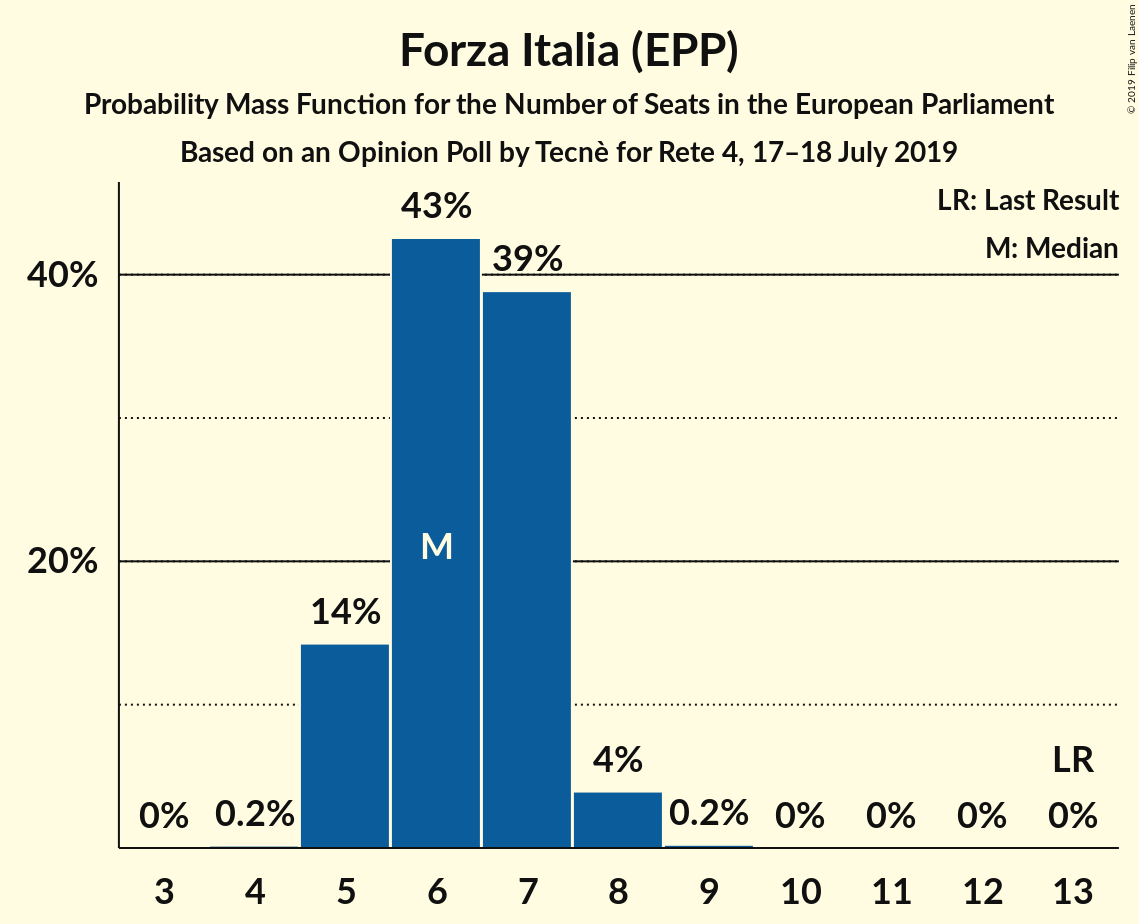 Forza Italia (EPP)
Probability Mass Function for the Number of Seats in the European Parliament
Based on an Opinion Poll by Tecnè for Rete 4, 17–18 July 2019
© 2019 Filip van Laenen
LR: Last Result
M: Median
43%
39%
40%
M
20%
14%
4%
LR
0% 0.2% 0.2% 0% 0% 0% 0%
3 4 5 6 7 8 9 10 11 12 13